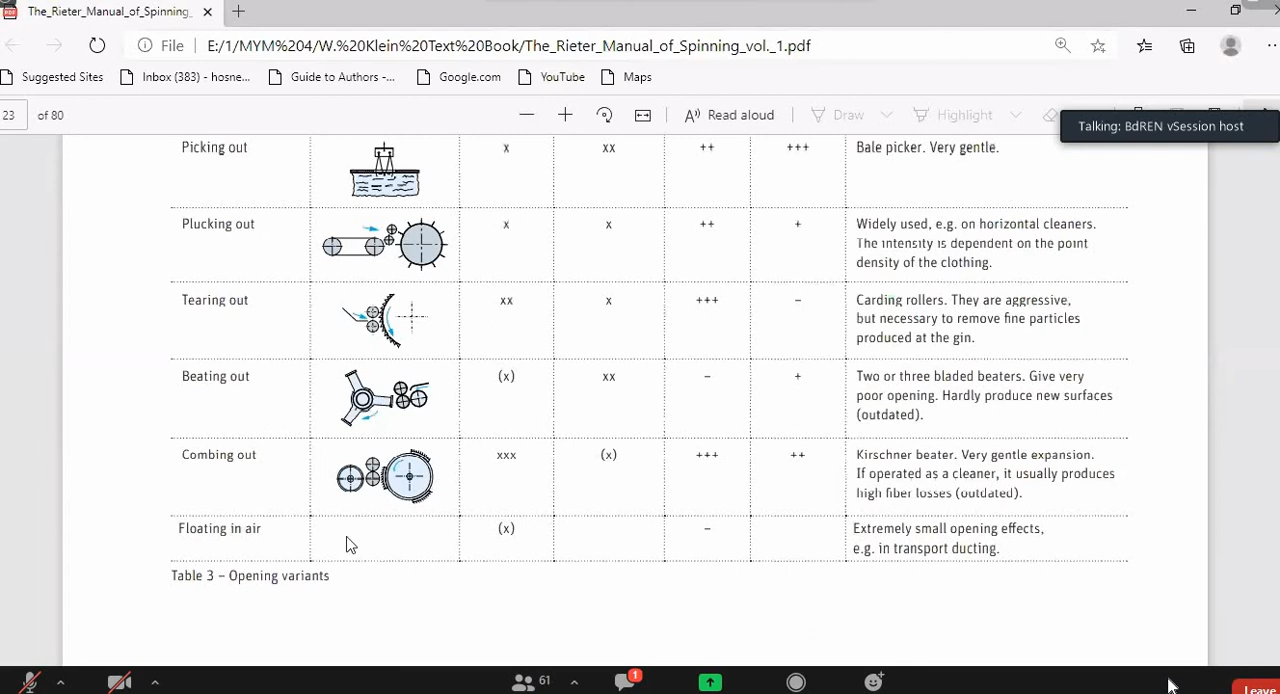 The_Rieter_Manual_of_Spinning_
File E:/1/MYM%204/W.%20Klein%20Text%20Book/The_Rieter_Manual_of_Spinning_vol._1.pdf
Suggested Sites Inbox (383) - hosne... Guide to Authors -... Google.com YouTube Maps
23 of 80 Read aloud Draw Highlight
Talking: BdREN vSession host
Picking out x xx ++ +++ Bale picker. Very gentle.
Plucking out x x ++ + Widely used, e.g. on horizontal cleaners.
The intensity is dependent on the point
density of the clothing.
Tearing out xx x +++ – Carding rollers. They are aggressive,
but necessary to remove fine particles
produced at the gin.
Beating out (x) xx – + Two or three bladed beaters. Give very
poor opening. Hardly produce new surfaces
(outdated).
Combing out xxx (x) +++ ++ Kirschner beater. Very gentle expansion.
If operated as a cleaner, it usually produces
high fiber losses (outdated).
Floating in air (x) – Extremely small opening effects,
e.g. in transport ducting.
Table 3 – Opening variants
61 1 Leave